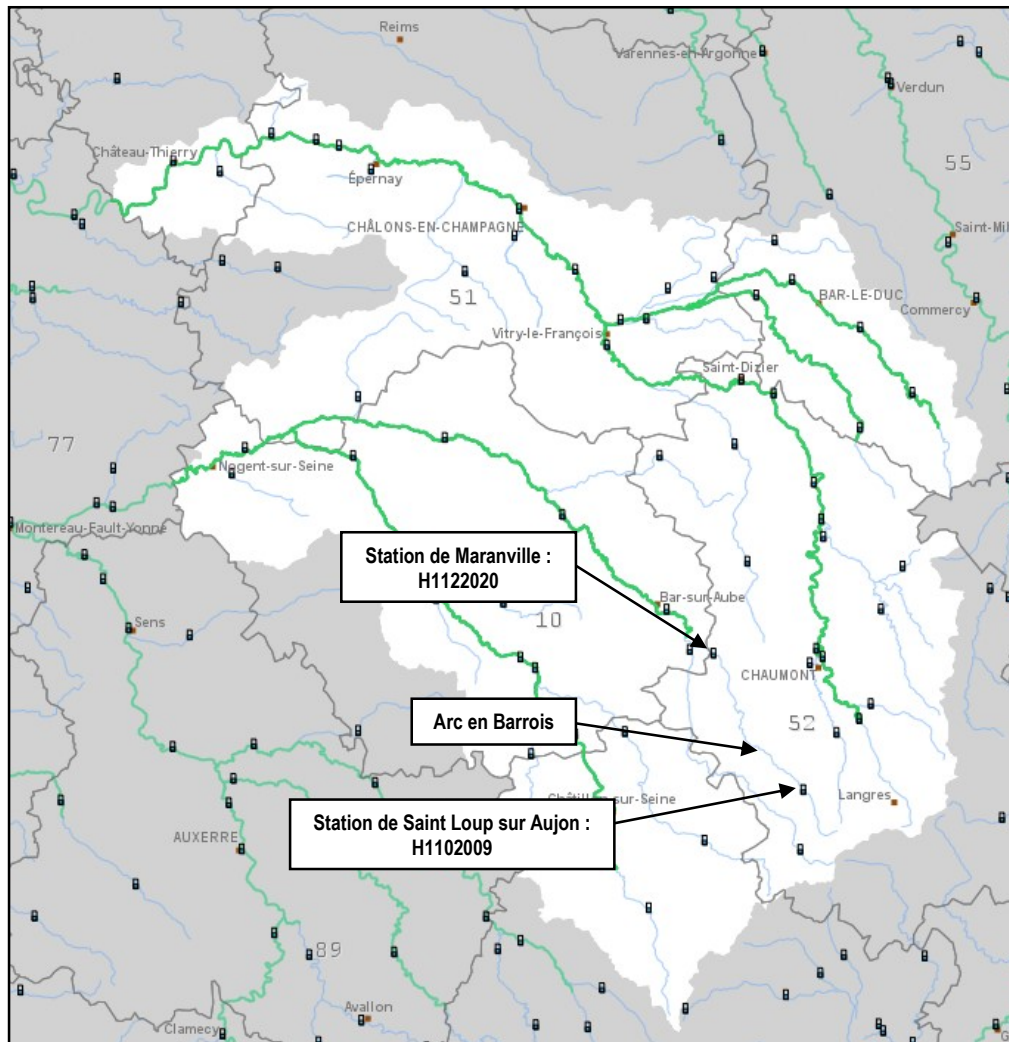 Reims
Varennes-en-Argonne
Verdun
Château-Thierry
55
Épernay
CHÂLONS-EN-CHAMPAGNE
Saint-Mi
51
BAR-LE-DUC
Commercy
Vitry-le-François
Saint-Dizier
77
Nogent-sur-Seine
Montereau-Fault-Yonne
Station de Maranville :
H1122020
Bar-sur-Aube
10
Sens
CHAUMONT
Arc en Barrois
52
Châtillon-sur-Seine
Langres
Station de Saint Loup sur Aujon :
H1102009
AUXERRE
89
Avallon
Clamecy
G